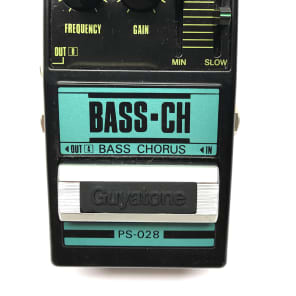 FREQUENCY GAIN
OUT B
MIN SLOW
BASS-CH
◄OUT A BASS CHORUS ◄IN
Guyatone
PS-028